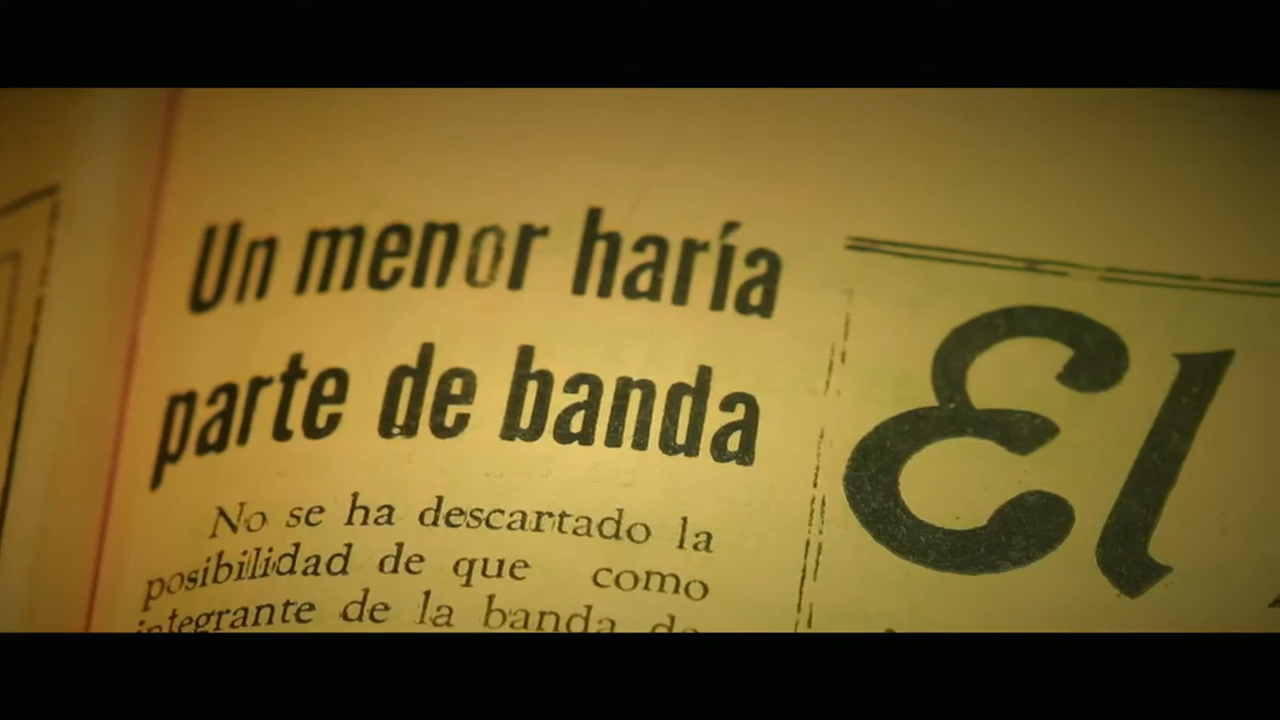 Un menor haría
parte de banda
No se ha descartado la
posibilidad de que como
integrante de la banda de
El